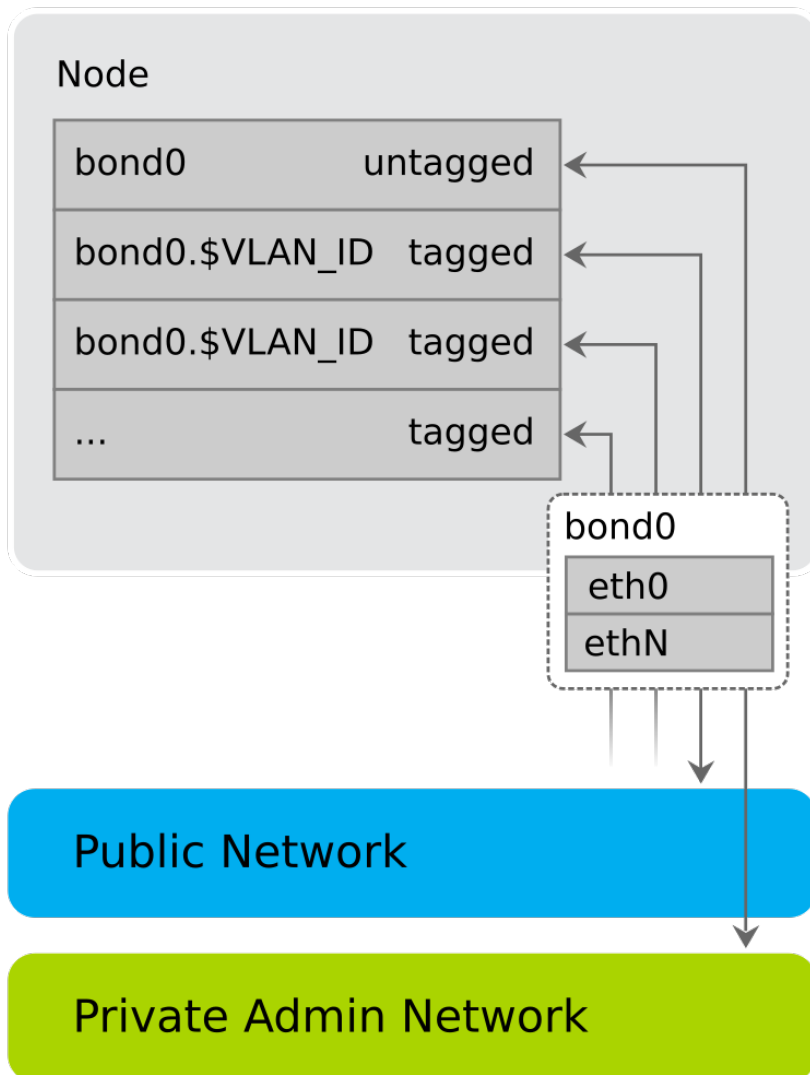 Node
bond0 untagged
bond0.$VLAN_ID tagged
bond0.$VLAN_ID tagged
... tagged
bond0
eth0
ethN
Public Network
Private Admin Network